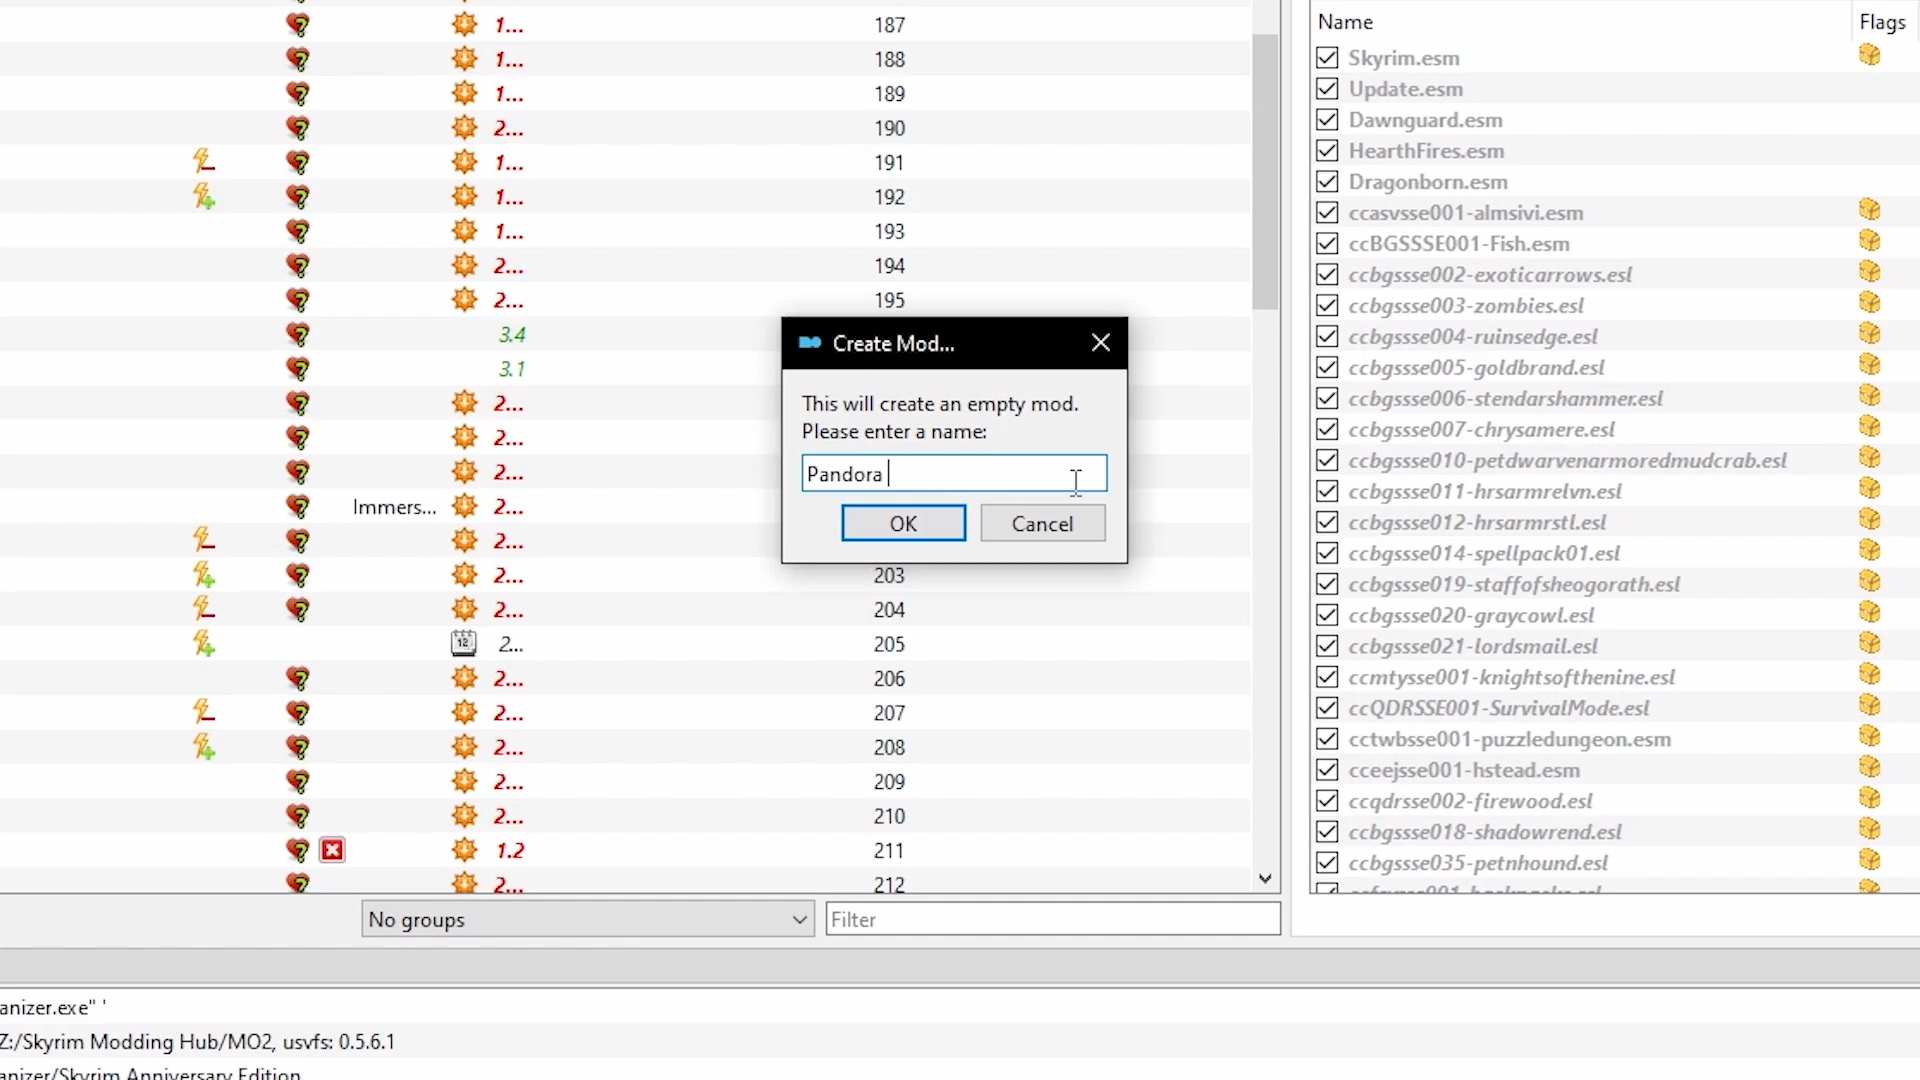 1... 187
1... 188
1... 189
2... 190
1... 191
1... 192
1... 193
2... 194
2... 195
3.4
3.1
2...
2...
2...
Immers... 2...
2...
2... 203
2... 204
12 2... 205
2... 206
2... 207
2... 208
2... 209
2... 210
1.2 211
2... 212
Create Mod...
This will create an empty mod.
Please enter a name:
Pandora
OK Cancel
No groups Filter
Name Flags
Skyrim.esm
Update.esm
Dawnguard.esm
HearthFires.esm
Dragonborn.esm
ccasvsse001-almsivi.esm
ccBGSSSE001-Fish.esm
ccbgssse002-exoticarrows.esl
ccbgssse003-zombies.esl
ccbgssse004-ruinsedge.esl
ccbgssse005-goldbrand.esl
ccbgssse006-stendarshammer.esl
ccbgssse007-chrysamere.esl
ccbgssse010-petdwarvenarmoredmudcrab.esl
ccbgssse011-hrsarmrelvn.esl
ccbgssse012-hrsarmrstl.esl
ccbgssse014-spellpack01.esl
ccbgssse019-staffofsheogorath.esl
ccbgssse020-graycowl.esl
ccbgssse021-lordsmail.esl
ccmtysse001-knightsofthenine.esl
ccQDRSSE001-SurvivalMode.esl
cctwbsse001-puzzledungeon.esm
cceejsse001-hstead.esm
ccqdrsse002-firewood.esl
ccbgssse018-shadowrend.esl
ccbgssse035-petnhound.esl
anizer.exe" '
Z:/Skyrim Modding Hub/MO2, usvfs: 0.5.6.1
anizer/Skyrim Anniversary Edition